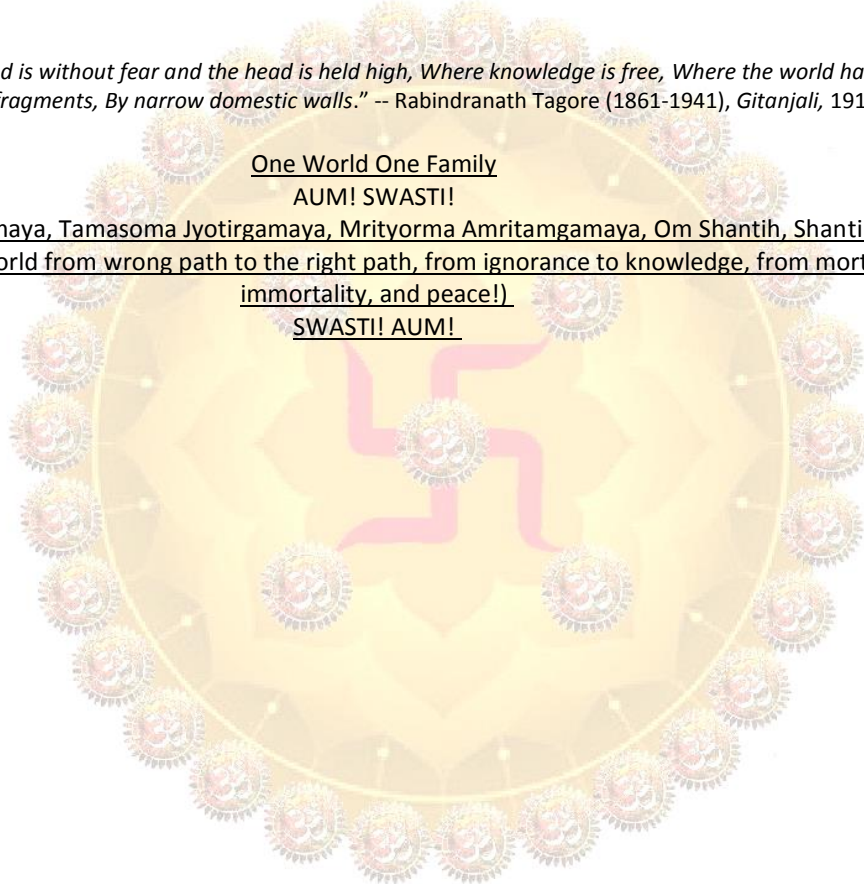 d is without fear and the head is held high, Where knowledge is free, Where the world ha
fragments, By narrow domestic walls.” -- Rabindranath Tagore (1861-1941), Gitanjali, 191
One World One Family
AUM! SWASTI!
naya, Tamasoma Jyotirgamaya, Mrityorma Amritamgamaya, Om Shantih, Shanti
orld from wrong path to the right path, from ignorance to knowledge, from mort
immortality, and peace!)
SWASTI! AUM!
ॐ